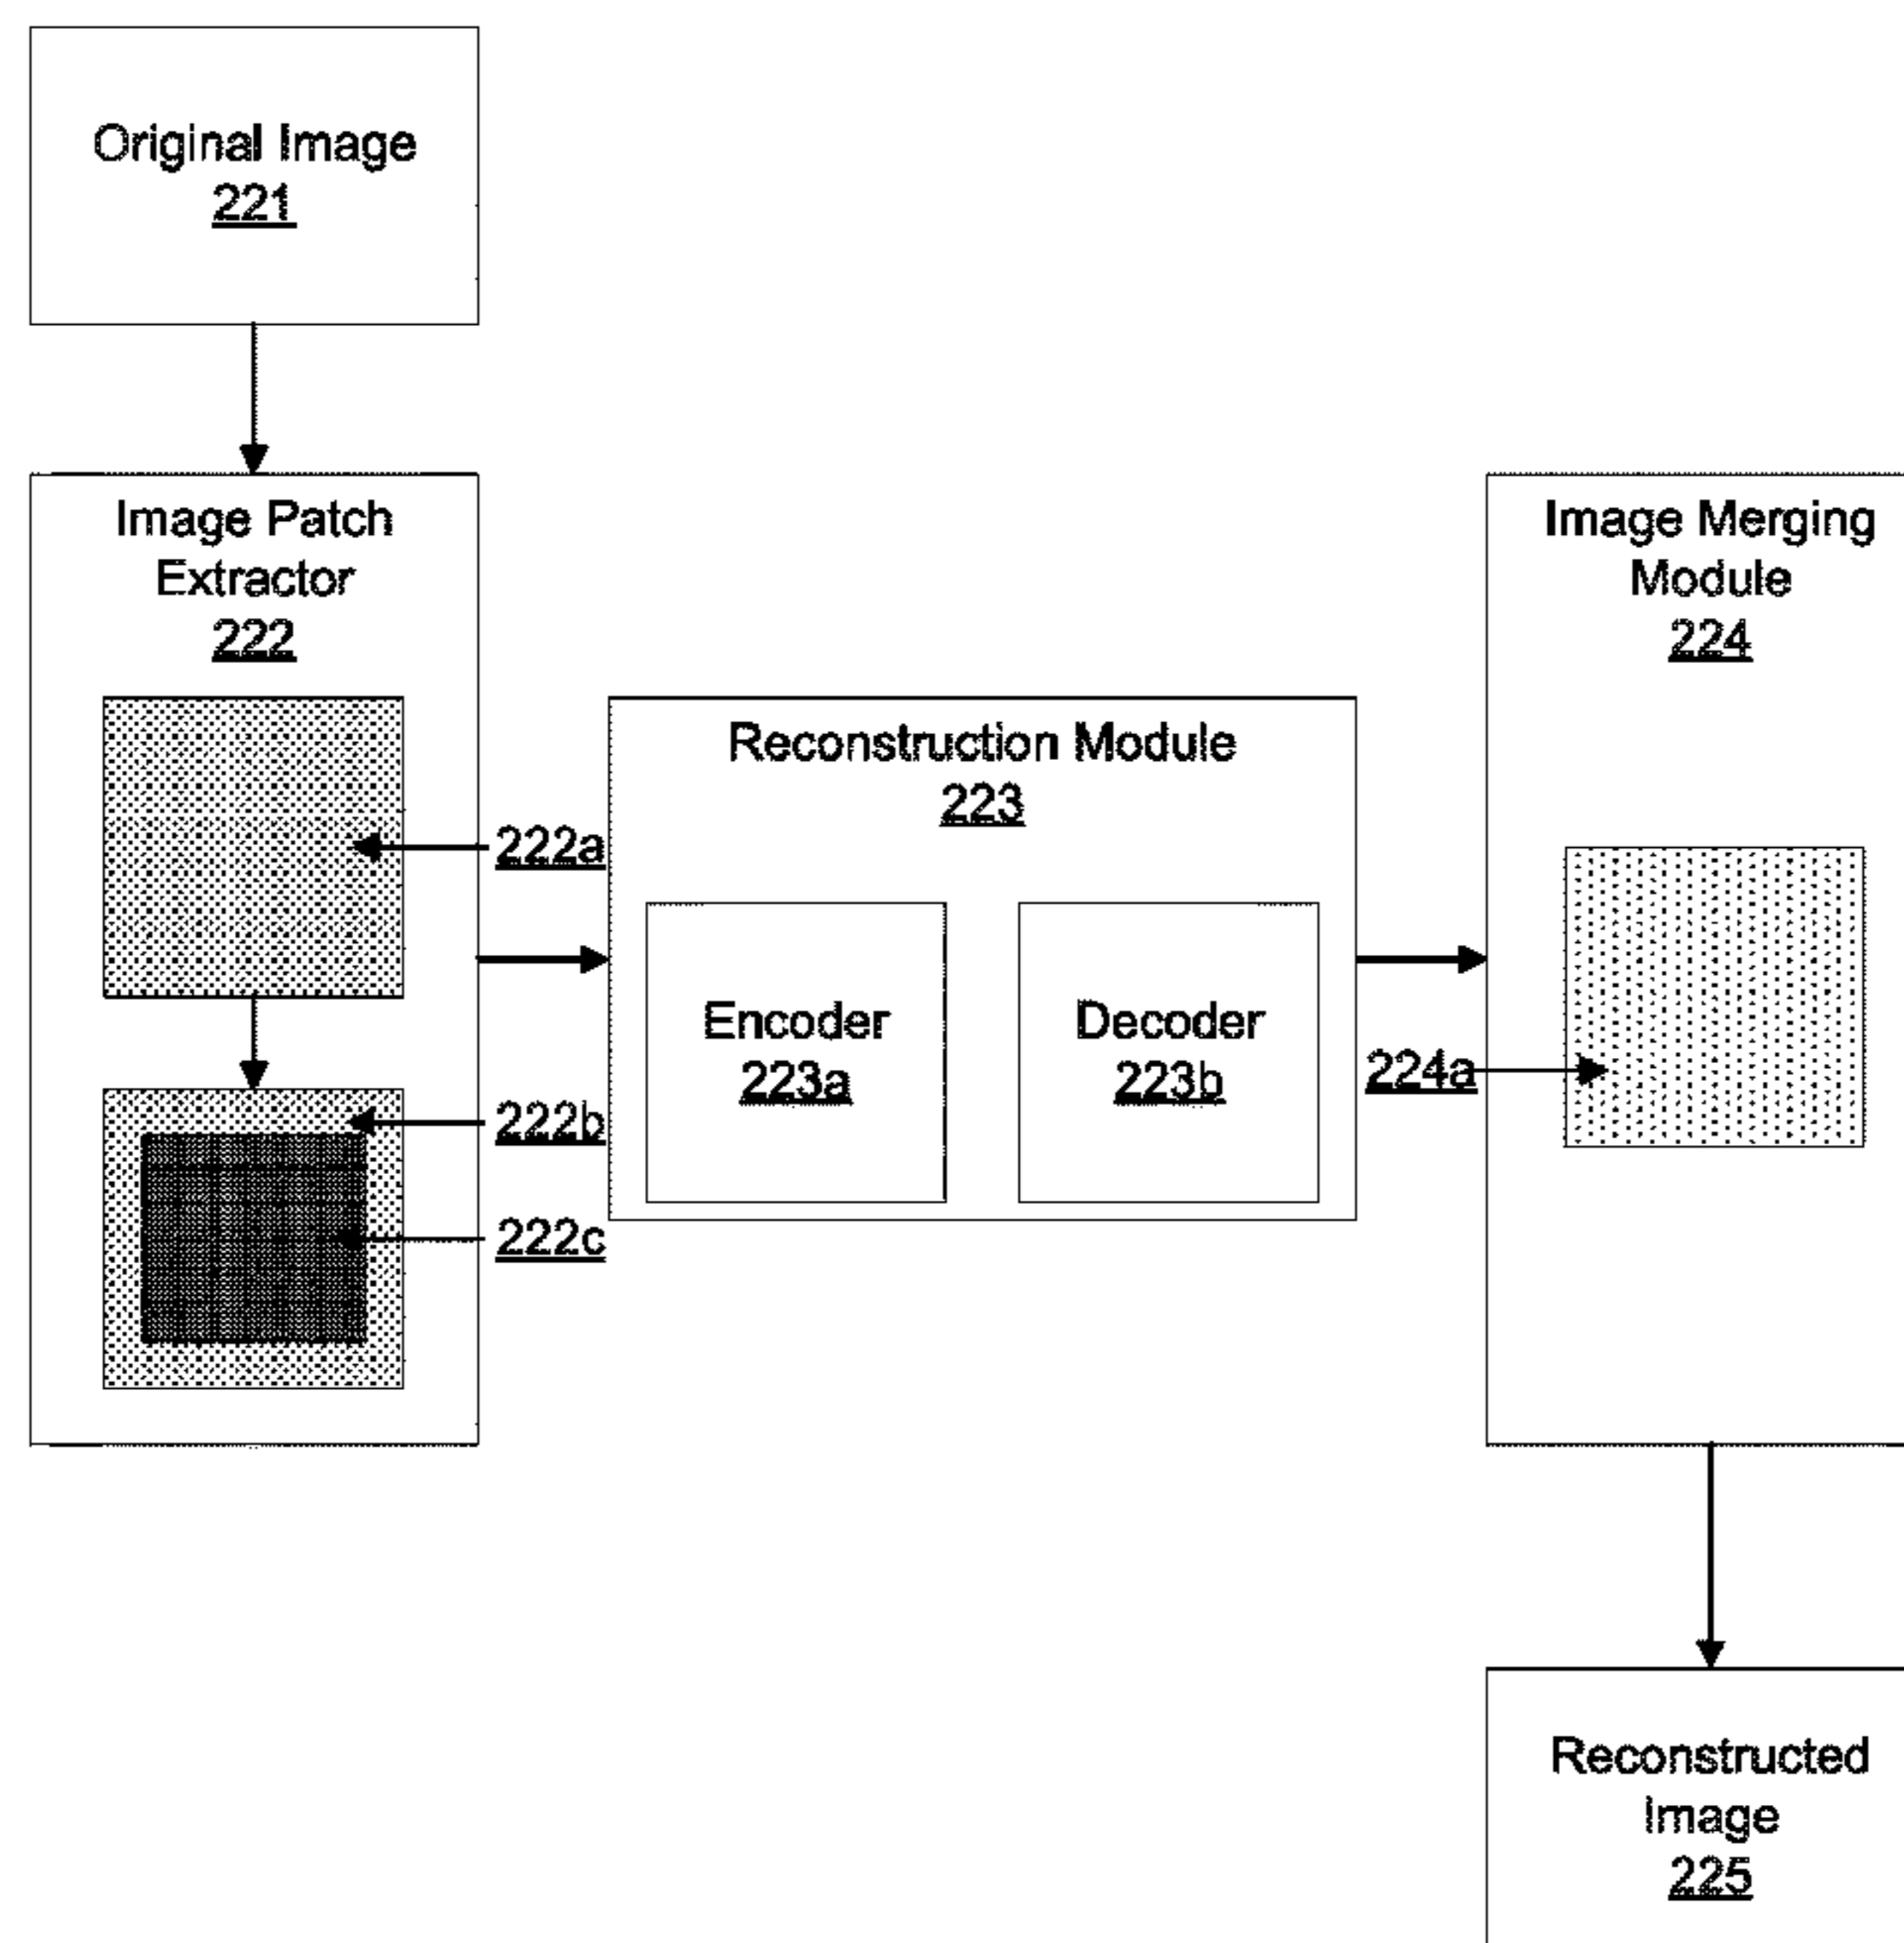 Original Image
221
Image Patch
Extractor
222
222a
222b
222c
Reconstruction Module
223
Encoder
223a
Decoder
223b
Image Merging
Module
224
224a
Reconstructed
Image
225